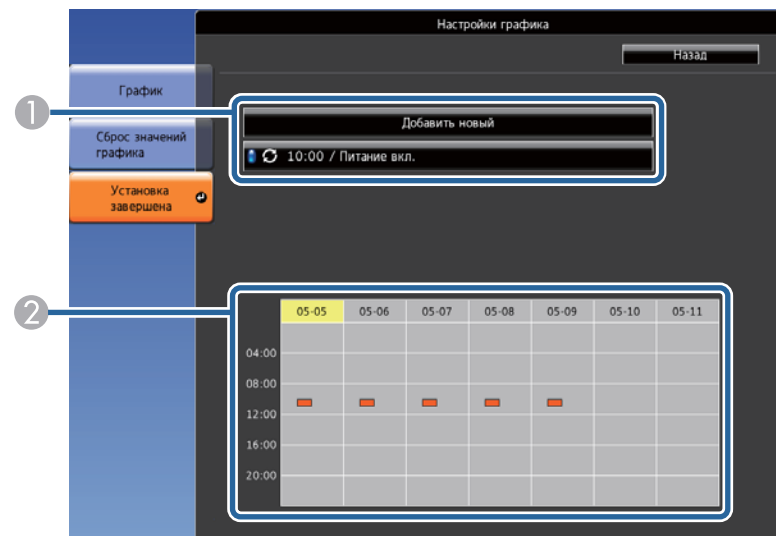 Настройки графика
Назад
График
1
Добавить новый
Сброс значений
графика
10:00 / Питание вкл.
Установка
завершена
2
05-05 05-06 05-07 05-08 05-09 05-10 05-11
04:00
08:00
12:00
16:00
20:00